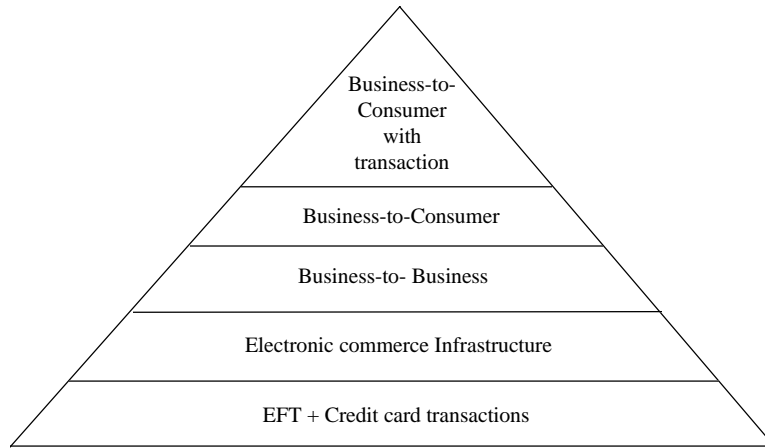 Business-to-
Consumer
with
transaction
Business-to-Consumer
Business-to- Business
Electronic commerce Infrastructure
EFT + Credit card transactions